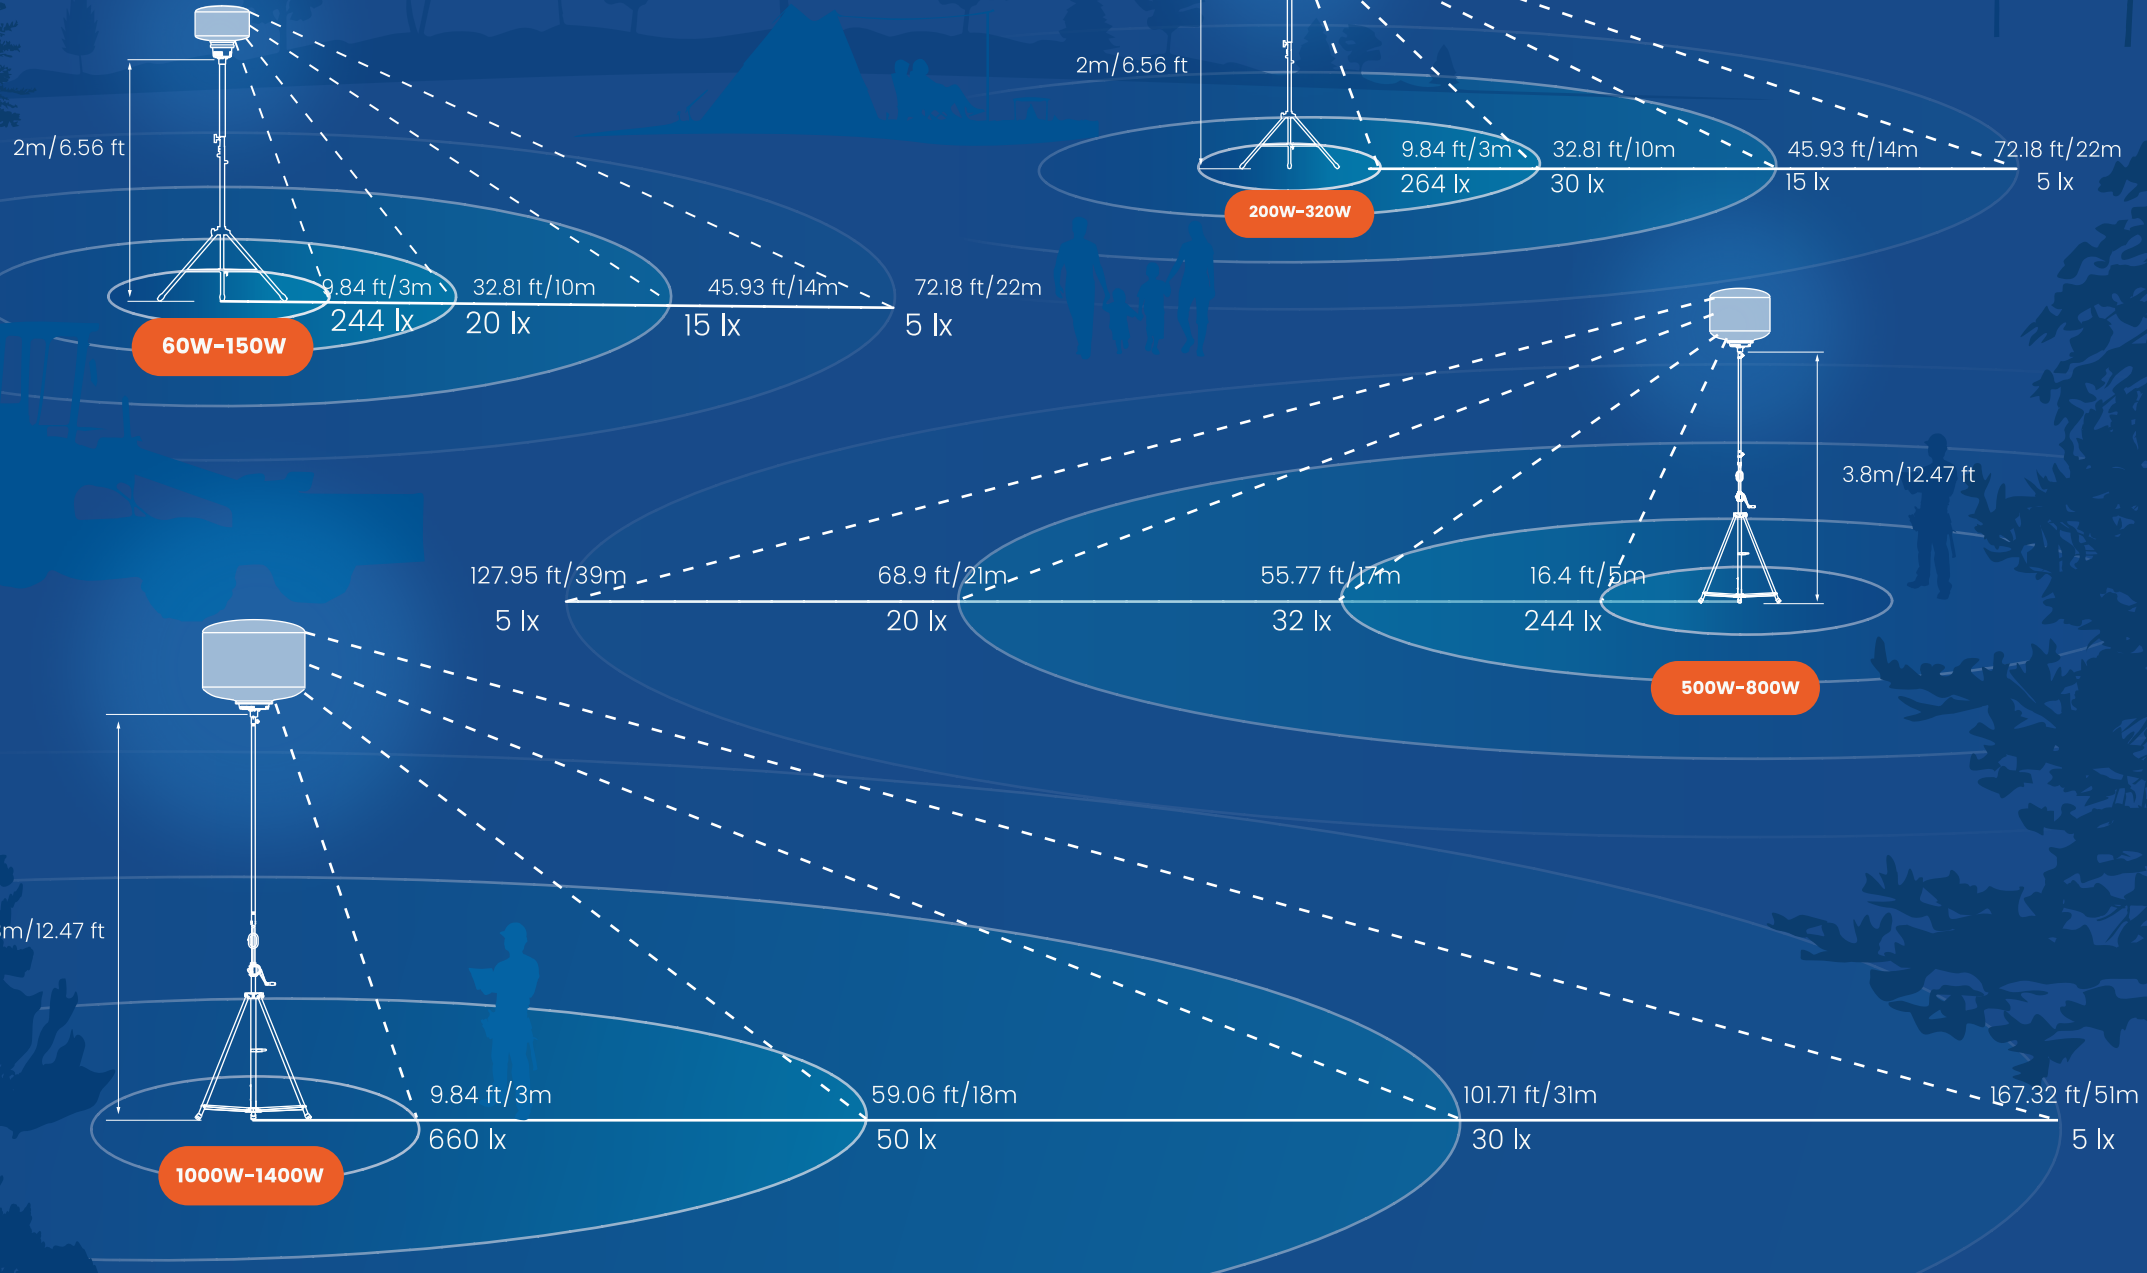 2m/6.56 ft
9.84 ft/3m
32.81 ft/10m
45.93 ft/14m
72.18 ft/22m
264 lx
30 lx
15 lx
5 lx
200W-320W
2m/6.56 ft
9.84 ft/3m
32.81 ft/10m
45.93 ft/14m
72.18 ft/22m
244 lx
20 lx
15 lx
5 lx
60W-150W
3.8m/12.47 ft
127.95 ft/39m
68.9 ft/21m
55.77 ft/17m
16.4 ft/5m
5 lx
20 lx
32 lx
244 lx
500W-800W
m/12.47 ft
9.84 ft/3m
59.06 ft/18m
101.71 ft/31m
167.32 ft/51m
660 lx
50 lx
30 lx
5 lx
1000W-1400W